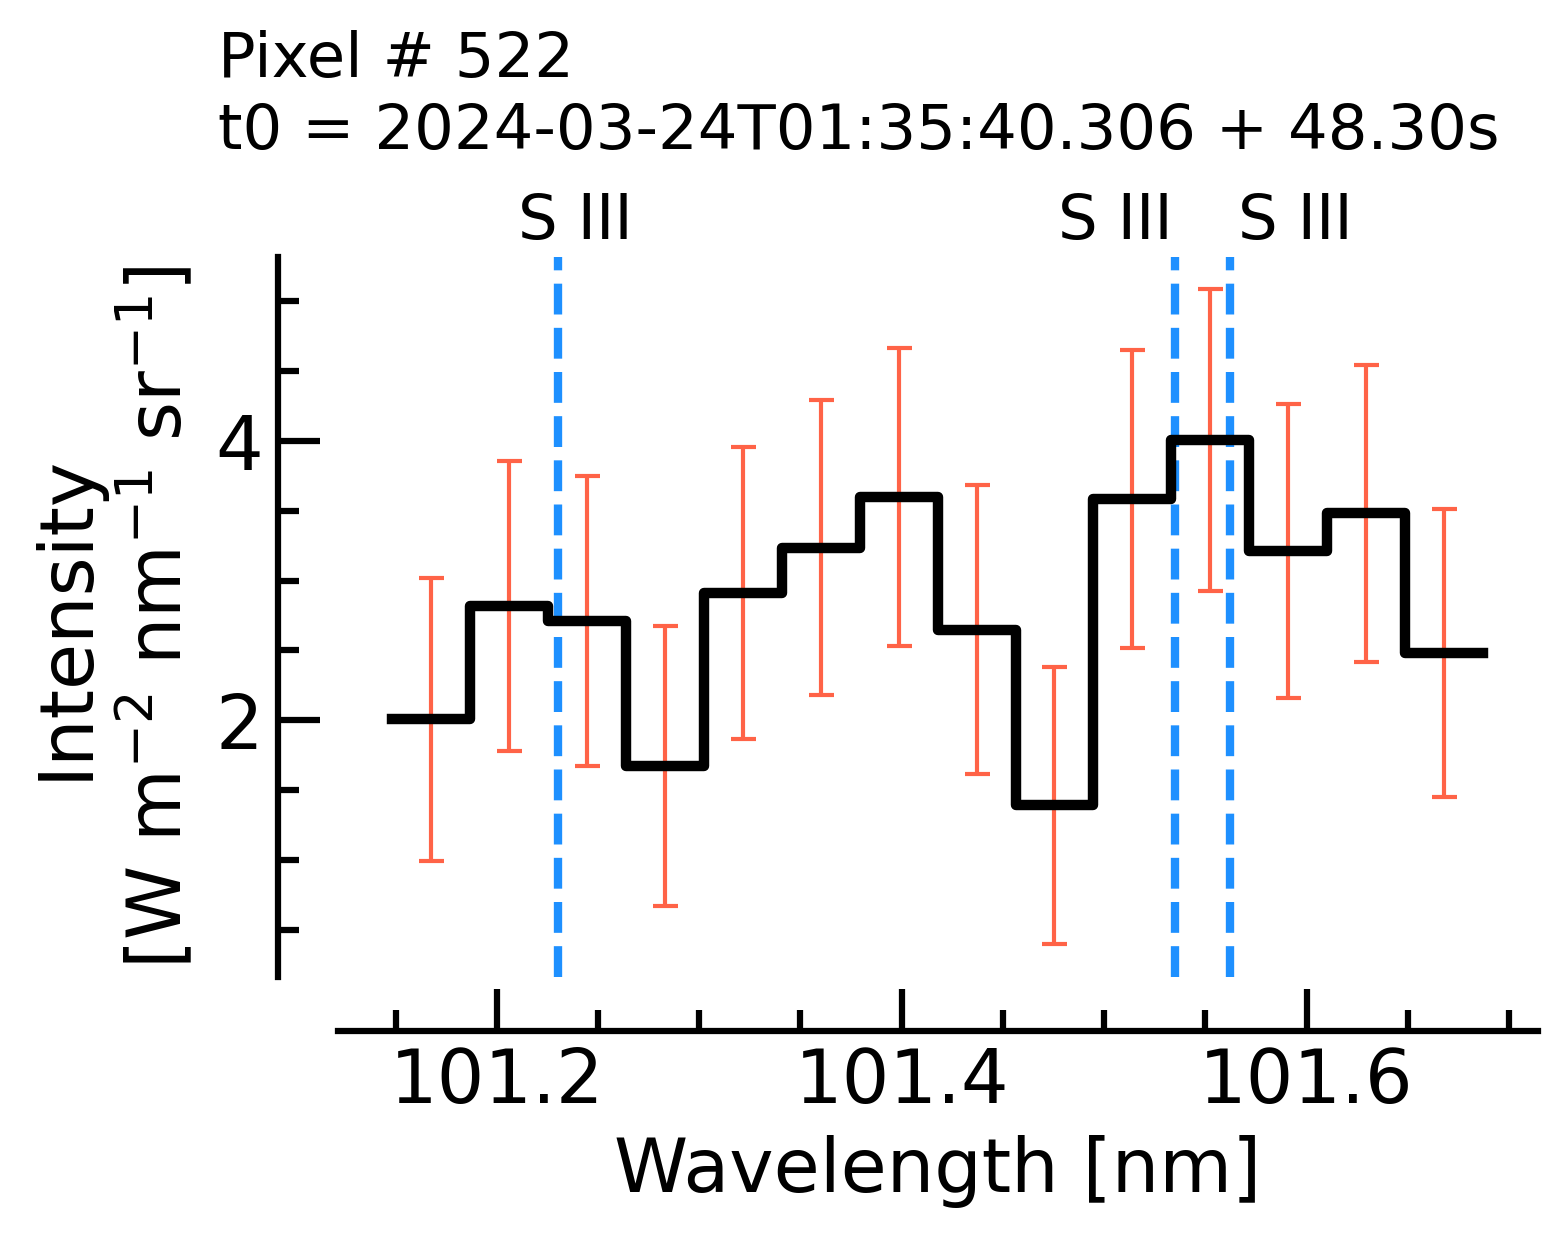 Pixel # 522
t0 = 2024-03-24T01:35:40.306 + 48.30s
S III S III S III
Intensity
[W m⁻² nm⁻¹ sr⁻¹]
4
2
101.2 101.4 101.6
Wavelength [nm]